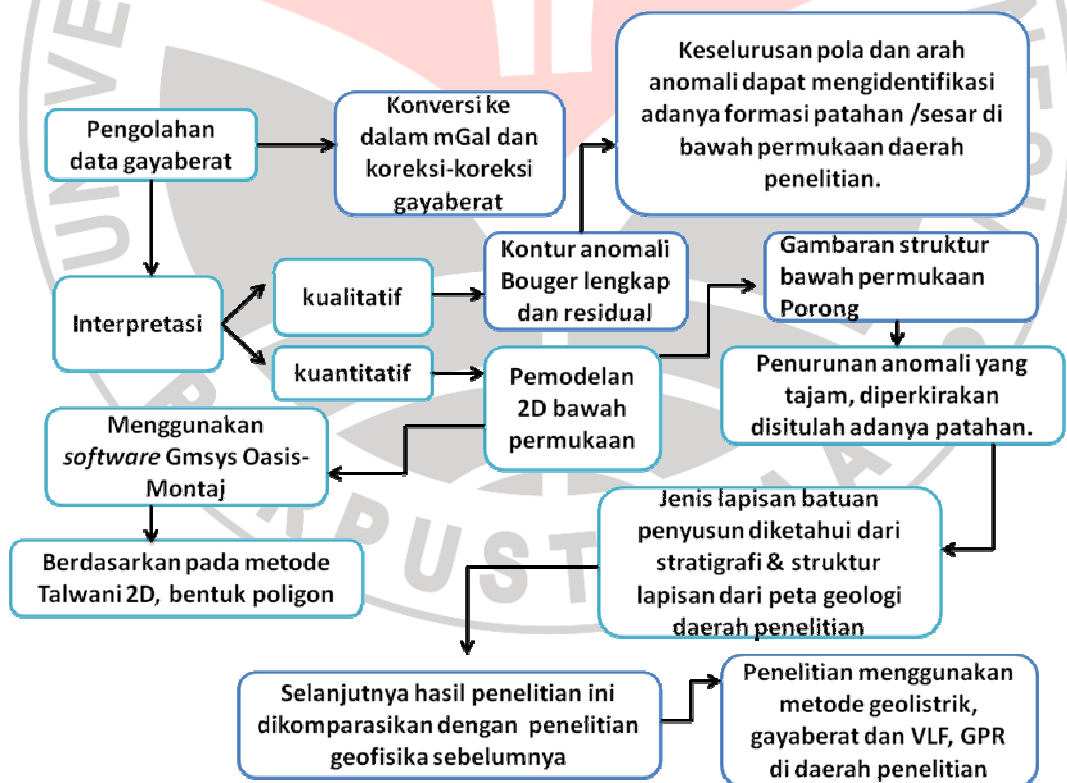 Pengolahan
data gayaberat
Konversi ke
dalam mGal dan
koreksi-koreksi
gayaberat
Keselurusan pola dan arah
anomali dapat mengidentifikasi
adanya formasi patahan /sesar di
bawah permukaan daerah
penelitian.
Interpretasi
kualitatif
Kontur anomali
Bouger lengkap
dan residual
Gambaran struktur
bawah permukaan
Porong
kuantitatif
Pemodelan
2D bawah
permukaan
Penurunan anomali yang
tajam, diperkirakan
disitulah adanya patahan.
Menggunakan
software Gmsys Oasis-
Montaj
Berdasarkan pada metode
Talwani 2D, bentuk poligon
Jenis lapisan batuan
penyusun diketahui dari
stratigrafi & struktur
lapisan dari peta geologi
daerah penelitian
Selanjutnya hasil penelitian ini
dikomparasikan dengan penelitian
geofisika sebelumnya
Penelitian menggunakan
metode geolistrik,
gayaberat dan VLF, GPR
di daerah penelitian